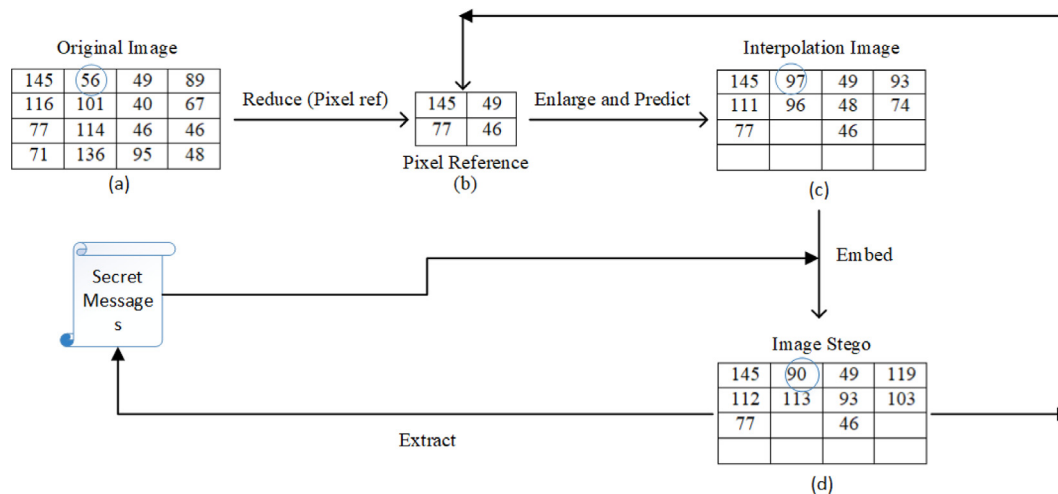 Original Image
145 56 49 89
116 101 40 67
77 114 46 46
71 136 95 48
(a)
Reduce (Pixel ref)
145 49
77 46
Pixel Reference
(b)
Enlarge and Predict
Interpolation Image
145 97 49 93
111 96 48 74
77 46
(c)
Secret
Message
s
Embed
Image Stego
145 90 49 119
112 113 93 103
77 46
(d)
Extract